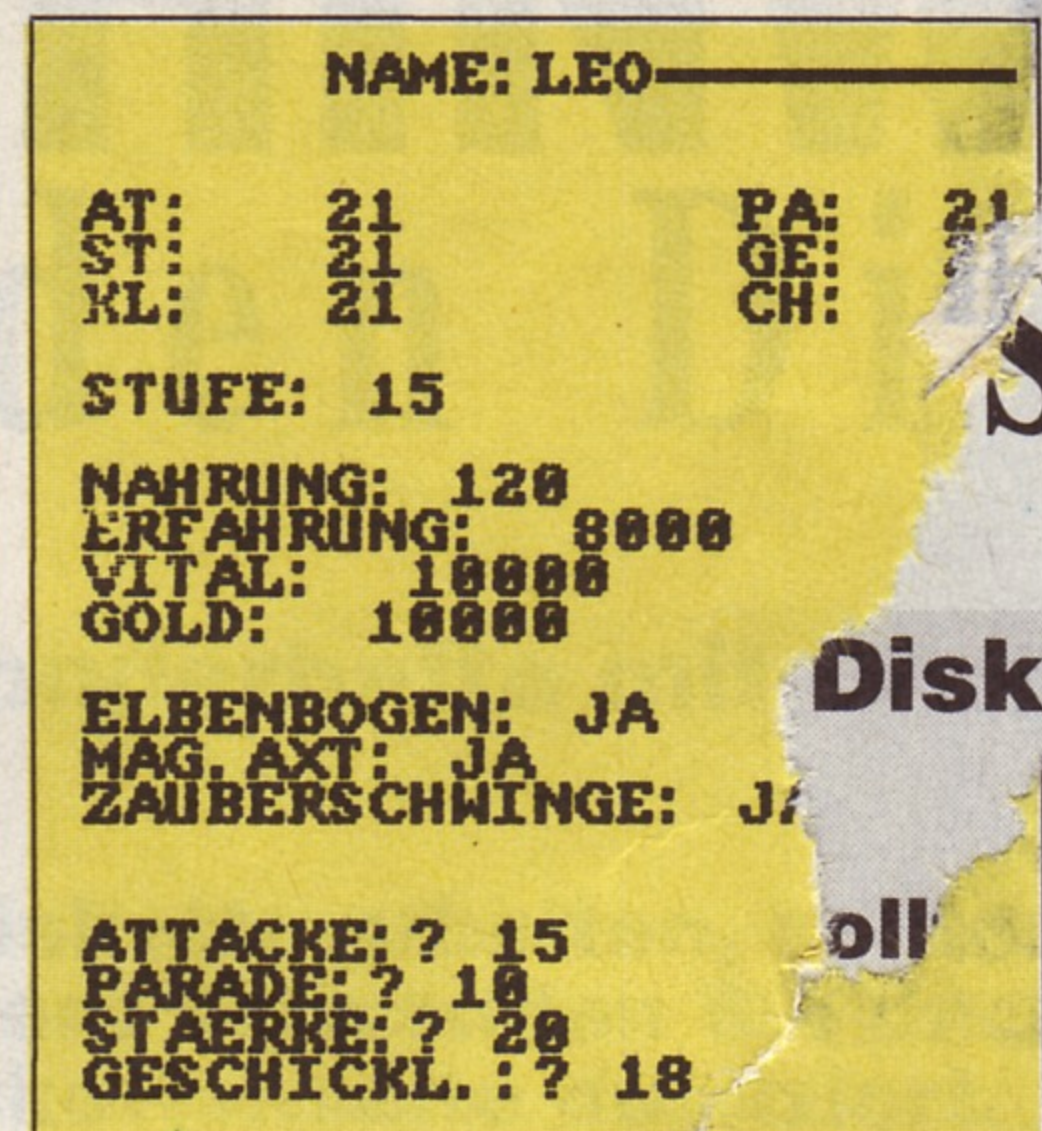 NAME: LEO
AT: 21 PA: 21
ST: 21 GE:
KL: 21 CH:
STUFE: 15
NAHRUNG: 120
ERFAHRUNG: 8000
VITAL: 10000
GOLD: 10000
Disk
ELBENBOGEN: JA
MAG. AXT: JA
ZAUBERSCHWINGE:
ATTACKE:? 15
PARADE:? 10
STAERKE:? 20
GESCHICKL.:? 18